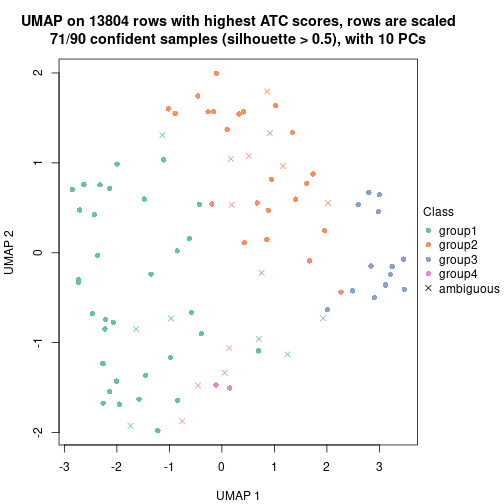 UMAP on 13804 rows with highest ATC scores, rows are scaled
71/90 confident samples (silhouette > 0.5), with 10 PCs
2
1
0
-1
-2
UMAP 2
-3
-2
-1
0
1
2
3
UMAP 1
Class
group1
group2
group3
group4
ambiguous